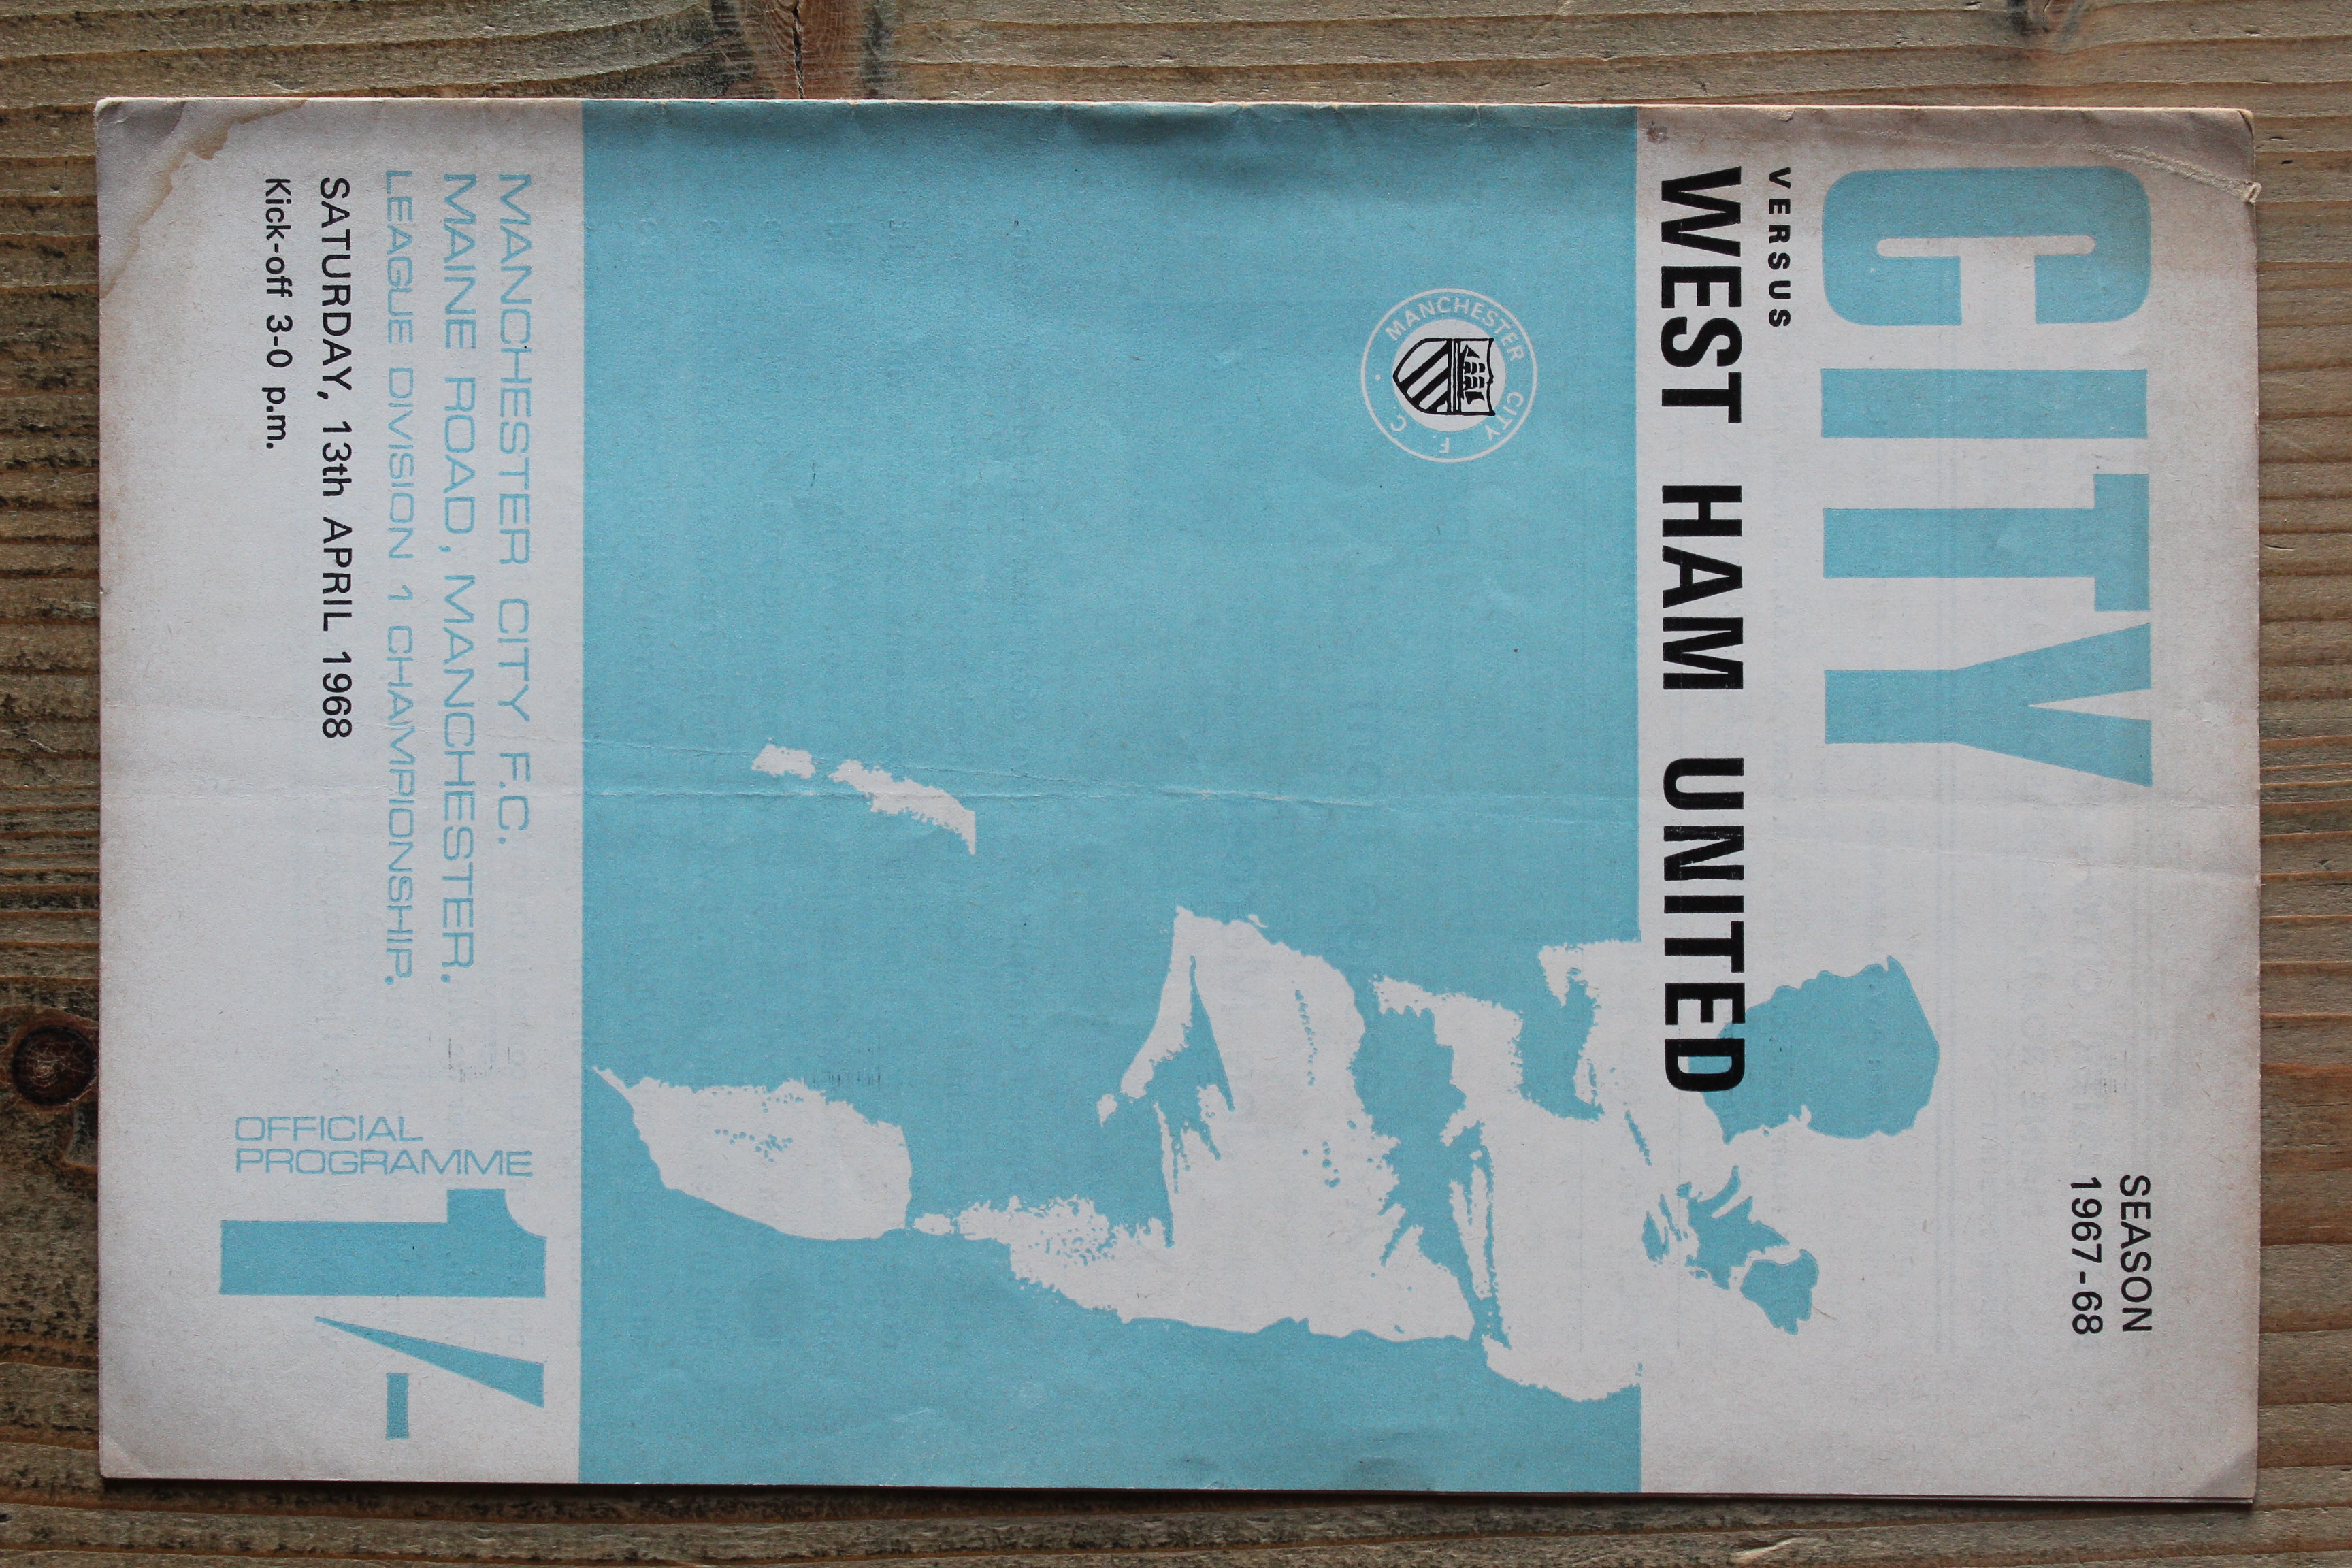 CITY
SEASON
1967-68
VERSUS
WEST HAM UNITED
MANCHESTER CITY F.C.
MANCHESTER CITY F.C.
MAINE ROAD, MANCHESTER.
LEAGUE DIVISION 1 CHAMPIONSHIP.
SATURDAY, 13th APRIL 1968
Kick-off 3-0 p.m.
OFFICIAL
PROGRAMME
1/-